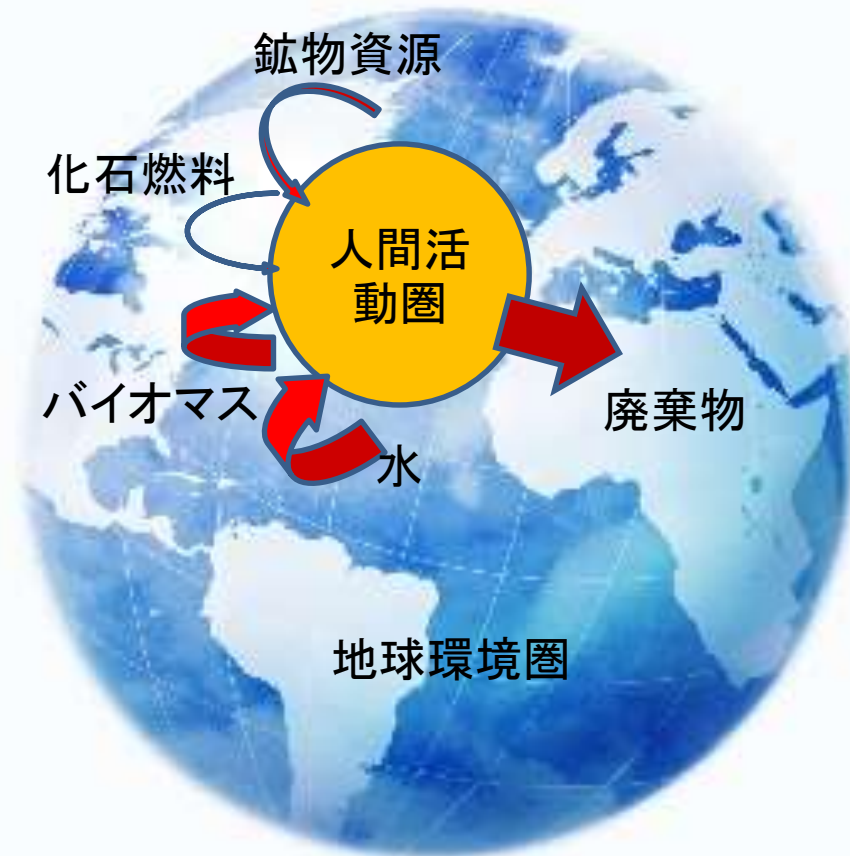 鉱物資源
化石燃料
人間活
動圏
バイオマス
廃棄物
水
地球環境圏